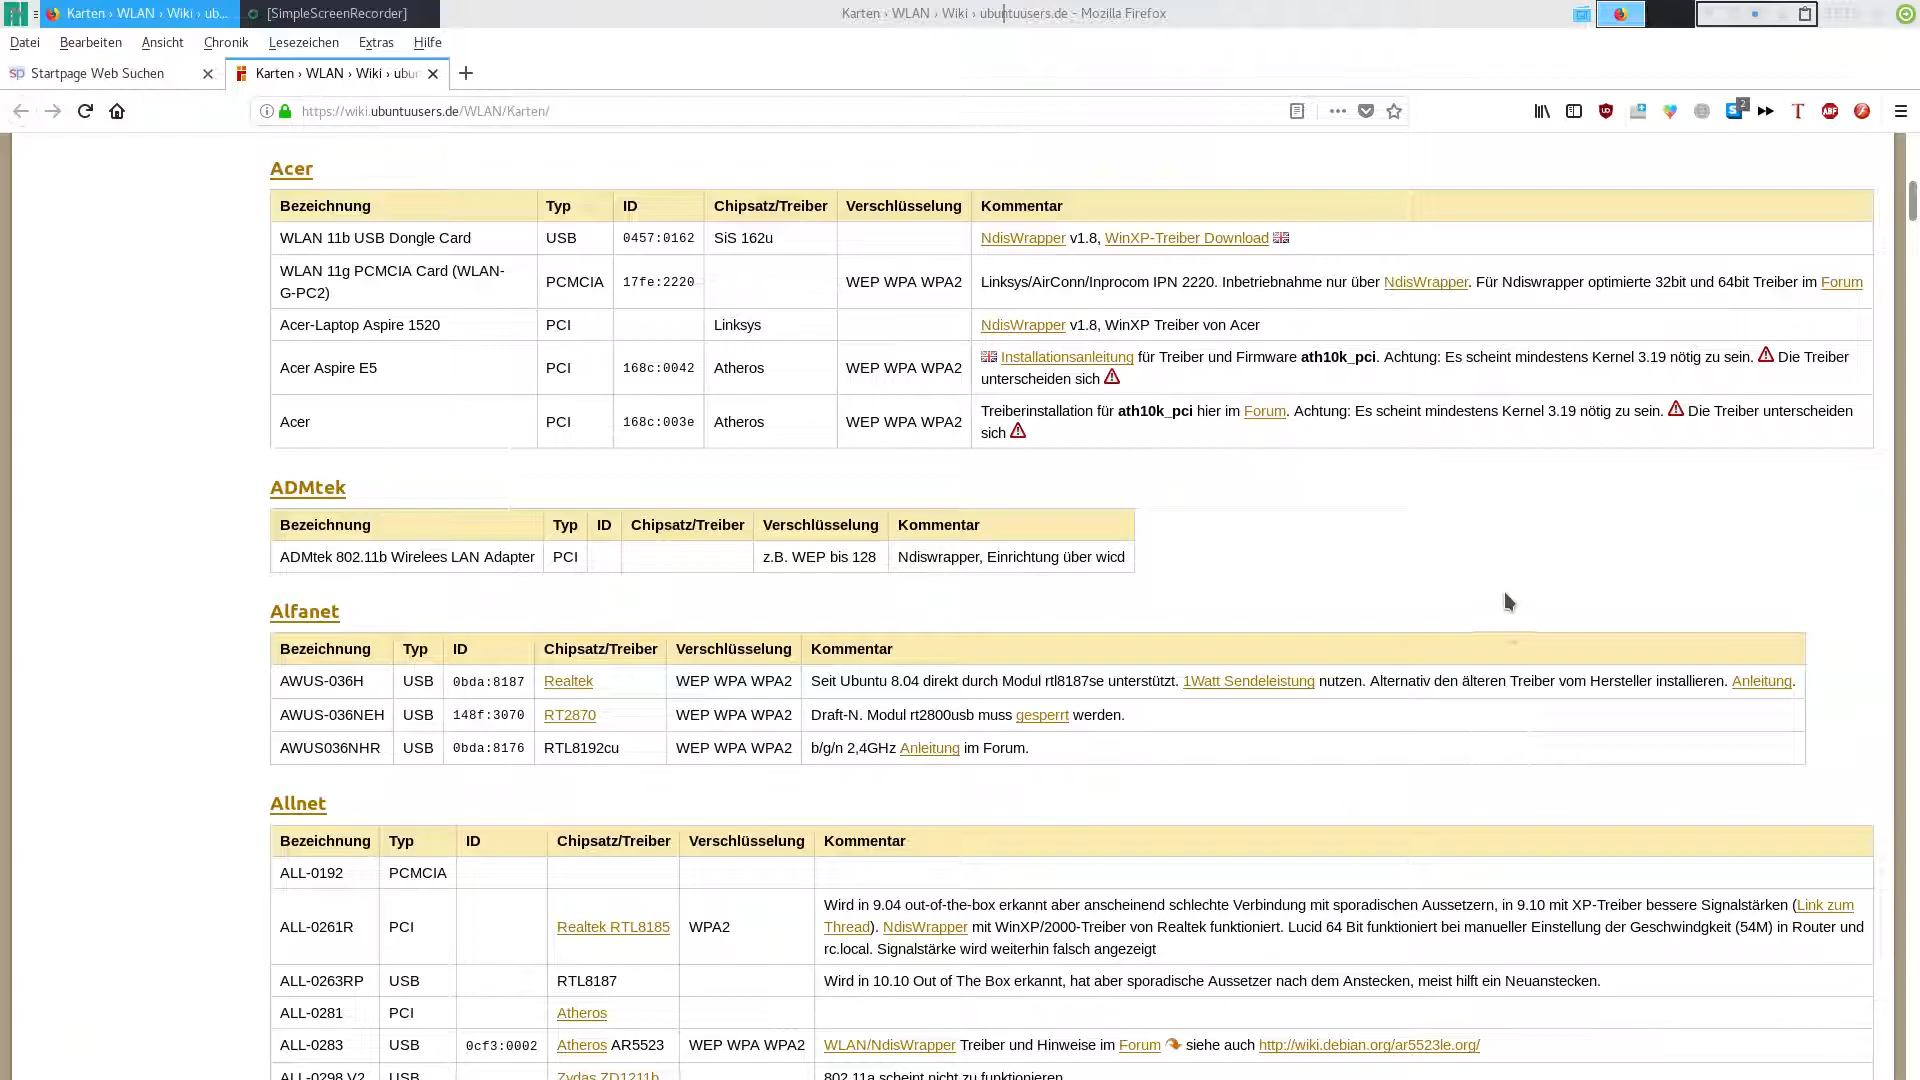 Karten › WLAN › Wiki › ub... [SimpleScreenRecorder] Karten › WLAN › Wiki › ubuntuusers.de - Mozilla Firefox
Datei Bearbeiten Ansicht Chronik Lesezeichen Extras Hilfe
Startpage Web Suchen Karten › WLAN › Wiki › ubun
https://wiki.ubuntuusers.de/WLAN/Karten/ 2
Acer
Bezeichnung Typ ID Chipsatz/Treiber Verschlüsselung Kommentar
WLAN 11b USB Dongle Card USB 0457:0162 SiS 162u NdisWrapper v1.8, WinXP-Treiber Download
WLAN 11g PCMCIA Card (WLAN-
G-PC2) PCMCIA 17fe:2220 WEP WPA WPA2 Linksys/AirConn/Inprocom IPN 2220. Inbetriebnahme nur über NdisWrapper. Für Ndiswrapper optimierte 32bit und 64bit Treiber im Forum
Acer-Laptop Aspire 1520 PCI Linksys NdisWrapper v1.8, WinXP Treiber von Acer
Acer Aspire E5 PCI 168c:0042 Atheros WEP WPA WPA2 Installationsanleitung für Treiber und Firmware ath10k_pci. Achtung: Es scheint mindestens Kernel 3.19 nötig zu sein. Die Treiber
unterscheiden sich
Acer PCI 168c:003e Atheros WEP WPA WPA2 Treiberinstallation für ath10k_pci hier im Forum. Achtung: Es scheint mindestens Kernel 3.19 nötig zu sein. Die Treiber unterscheiden
sich
ADMtek
Bezeichnung Typ ID Chipsatz/Treiber Verschlüsselung Kommentar
ADMtek 802.11b Wirelees LAN Adapter PCI z.B. WEP bis 128 Ndiswrapper, Einrichtung über wicd
Alfanet
Bezeichnung Typ ID Chipsatz/Treiber Verschlüsselung Kommentar
AWUS-036H USB 0bda:8187 Realtek WEP WPA WPA2 Seit Ubuntu 8.04 direkt durch Modul rtl8187se unterstützt. 1Watt Sendeleistung nutzen. Alternativ den älteren Treiber vom Hersteller installieren. Anleitung.
AWUS-036NEH USB 148f:3070 RT2870 WEP WPA WPA2 Draft-N. Modul rt2800usb muss gesperrt werden.
AWUS036NHR USB 0bda:8176 RTL8192cu WEP WPA WPA2 b/g/n 2,4GHz Anleitung im Forum.
Allnet
Bezeichnung Typ ID Chipsatz/Treiber Verschlüsselung Kommentar
ALL-0192 PCMCIA
ALL-0261R PCI Realtek RTL8185 WPA2 Wird in 9.04 out-of-the-box erkannt aber anscheinend schlechte Verbindung mit sporadischen Aussetzern, in 9.10 mit XP-Treiber bessere Signalstärken (Link zum
Thread). NdisWrapper mit WinXP/2000-Treiber von Realtek funktioniert. Lucid 64 Bit funktioniert bei manueller Einstellung der Geschwindgkeit (54M) in Router und
rc.local. Signalstärke wird weiterhin falsch angezeigt
ALL-0263RP USB RTL8187 Wird in 10.10 Out of The Box erkannt, hat aber sporadische Aussetzer nach dem Anstecken, meist hilft ein Neuanstecken.
ALL-0281 PCI Atheros
ALL-0283 USB 0cf3:0002 Atheros AR5523 WEP WPA WPA2 WLAN/NdisWrapper Treiber und Hinweise im Forum siehe auch http://wiki.debian.org/ar5523le.org/
ALL-0298 V2 USB Zydas ZD1211b 802.11a scheint nicht zu funktionieren